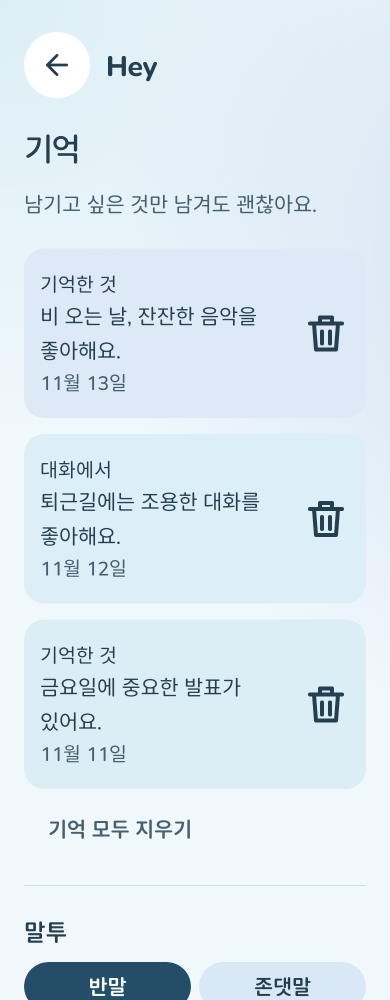 Hey
기억
남기고 싶은 것만 남겨도 괜찮아요.
기억한 것
비 오는 날, 잔잔한 음악을
좋아해요.
11월 13일
대화에서
퇴근길에는 조용한 대화를
좋아해요.
11월 12일
기억한 것
금요일에 중요한 발표가
있어요.
11월 11일
기억 모두 지우기
말투
반말
존댓말